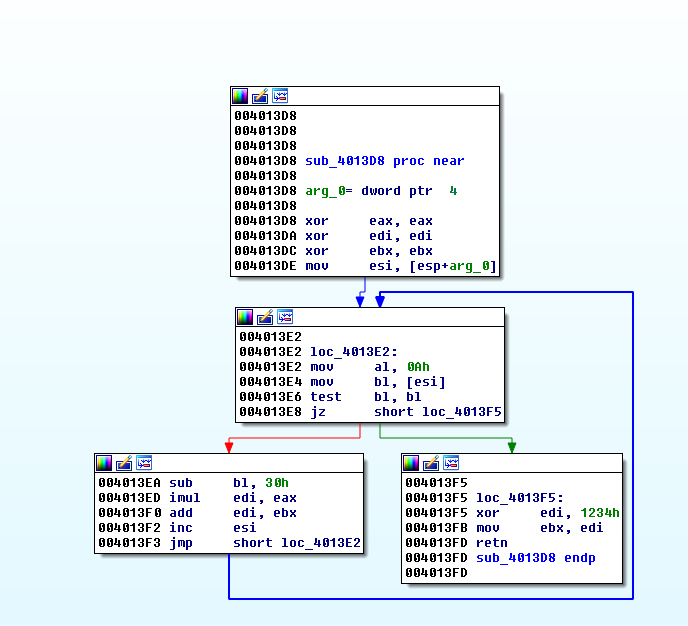 004013D8
004013D8
004013D8
004013D8 sub_4013D8 proc near
004013D8
004013D8 arg_0= dword ptr  4
004013D8
004013D8 xor     eax, eax
004013DA xor     edi, edi
004013DC xor     ebx, ebx
004013DE mov     esi, [esp+arg_0]
004013E2
004013E2 loc_4013E2:
004013E2 mov     al, 0Ah
004013E4 mov     bl, [esi]
004013E6 test    bl, bl
004013E8 jz      short loc_4013F5
004013EA sub     bl, 30h
004013ED imul    edi, eax
004013F0 add     edi, ebx
004013F2 inc     esi
004013F3 jmp     short loc_4013E2
004013F5
004013F5 loc_4013F5:
004013F5 xor     edi, 1234h
004013FB mov     ebx, edi
004013FD retn
004013FD sub_4013D8 endp
004013FD